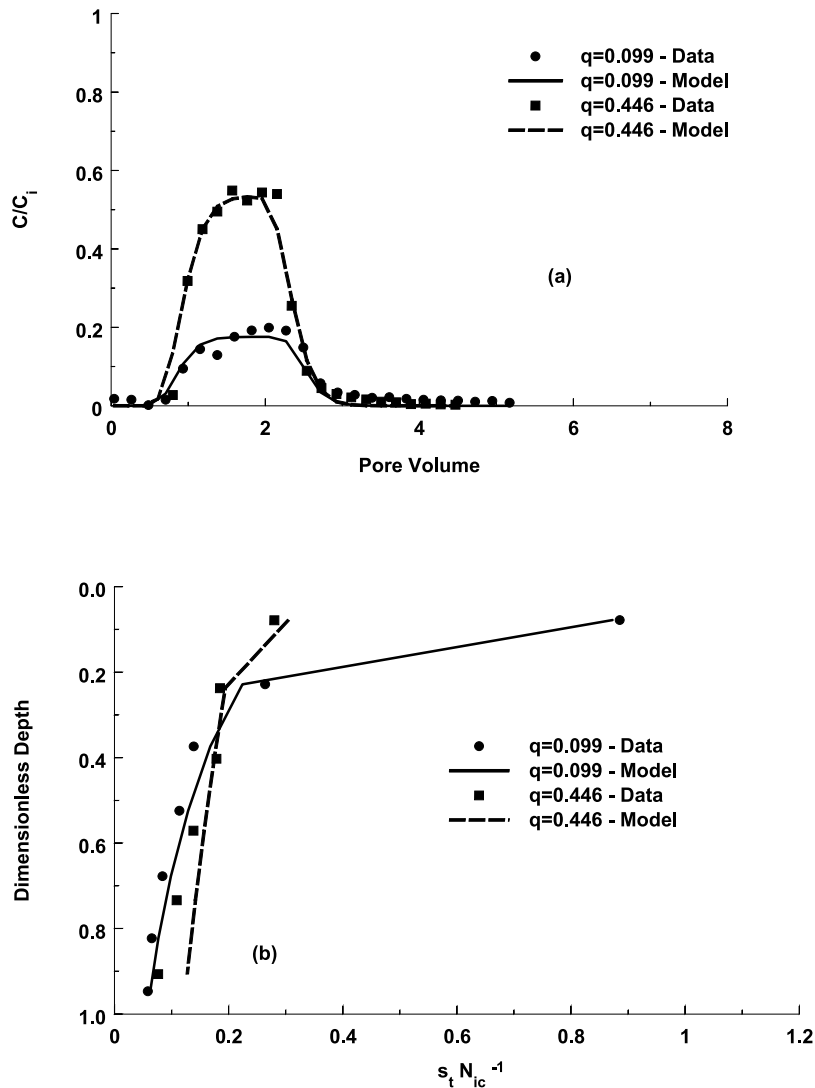 1
0.8
0.6
0.4
0.2
0
C/C_i
q=0.099 - Data
q=0.099 - Model
q=0.446 - Data
q=0.446 - Model
(a)
0 2 4 6 8
Pore Volume
0.0
0.2
0.4
0.6
0.8
1.0
Dimensionless Depth
q=0.099 - Data
q=0.099 - Model
q=0.446 - Data
q=0.446 - Model
(b)
0 0.2 0.4 0.6 0.8 1 1.2
s_t N_ic^-1